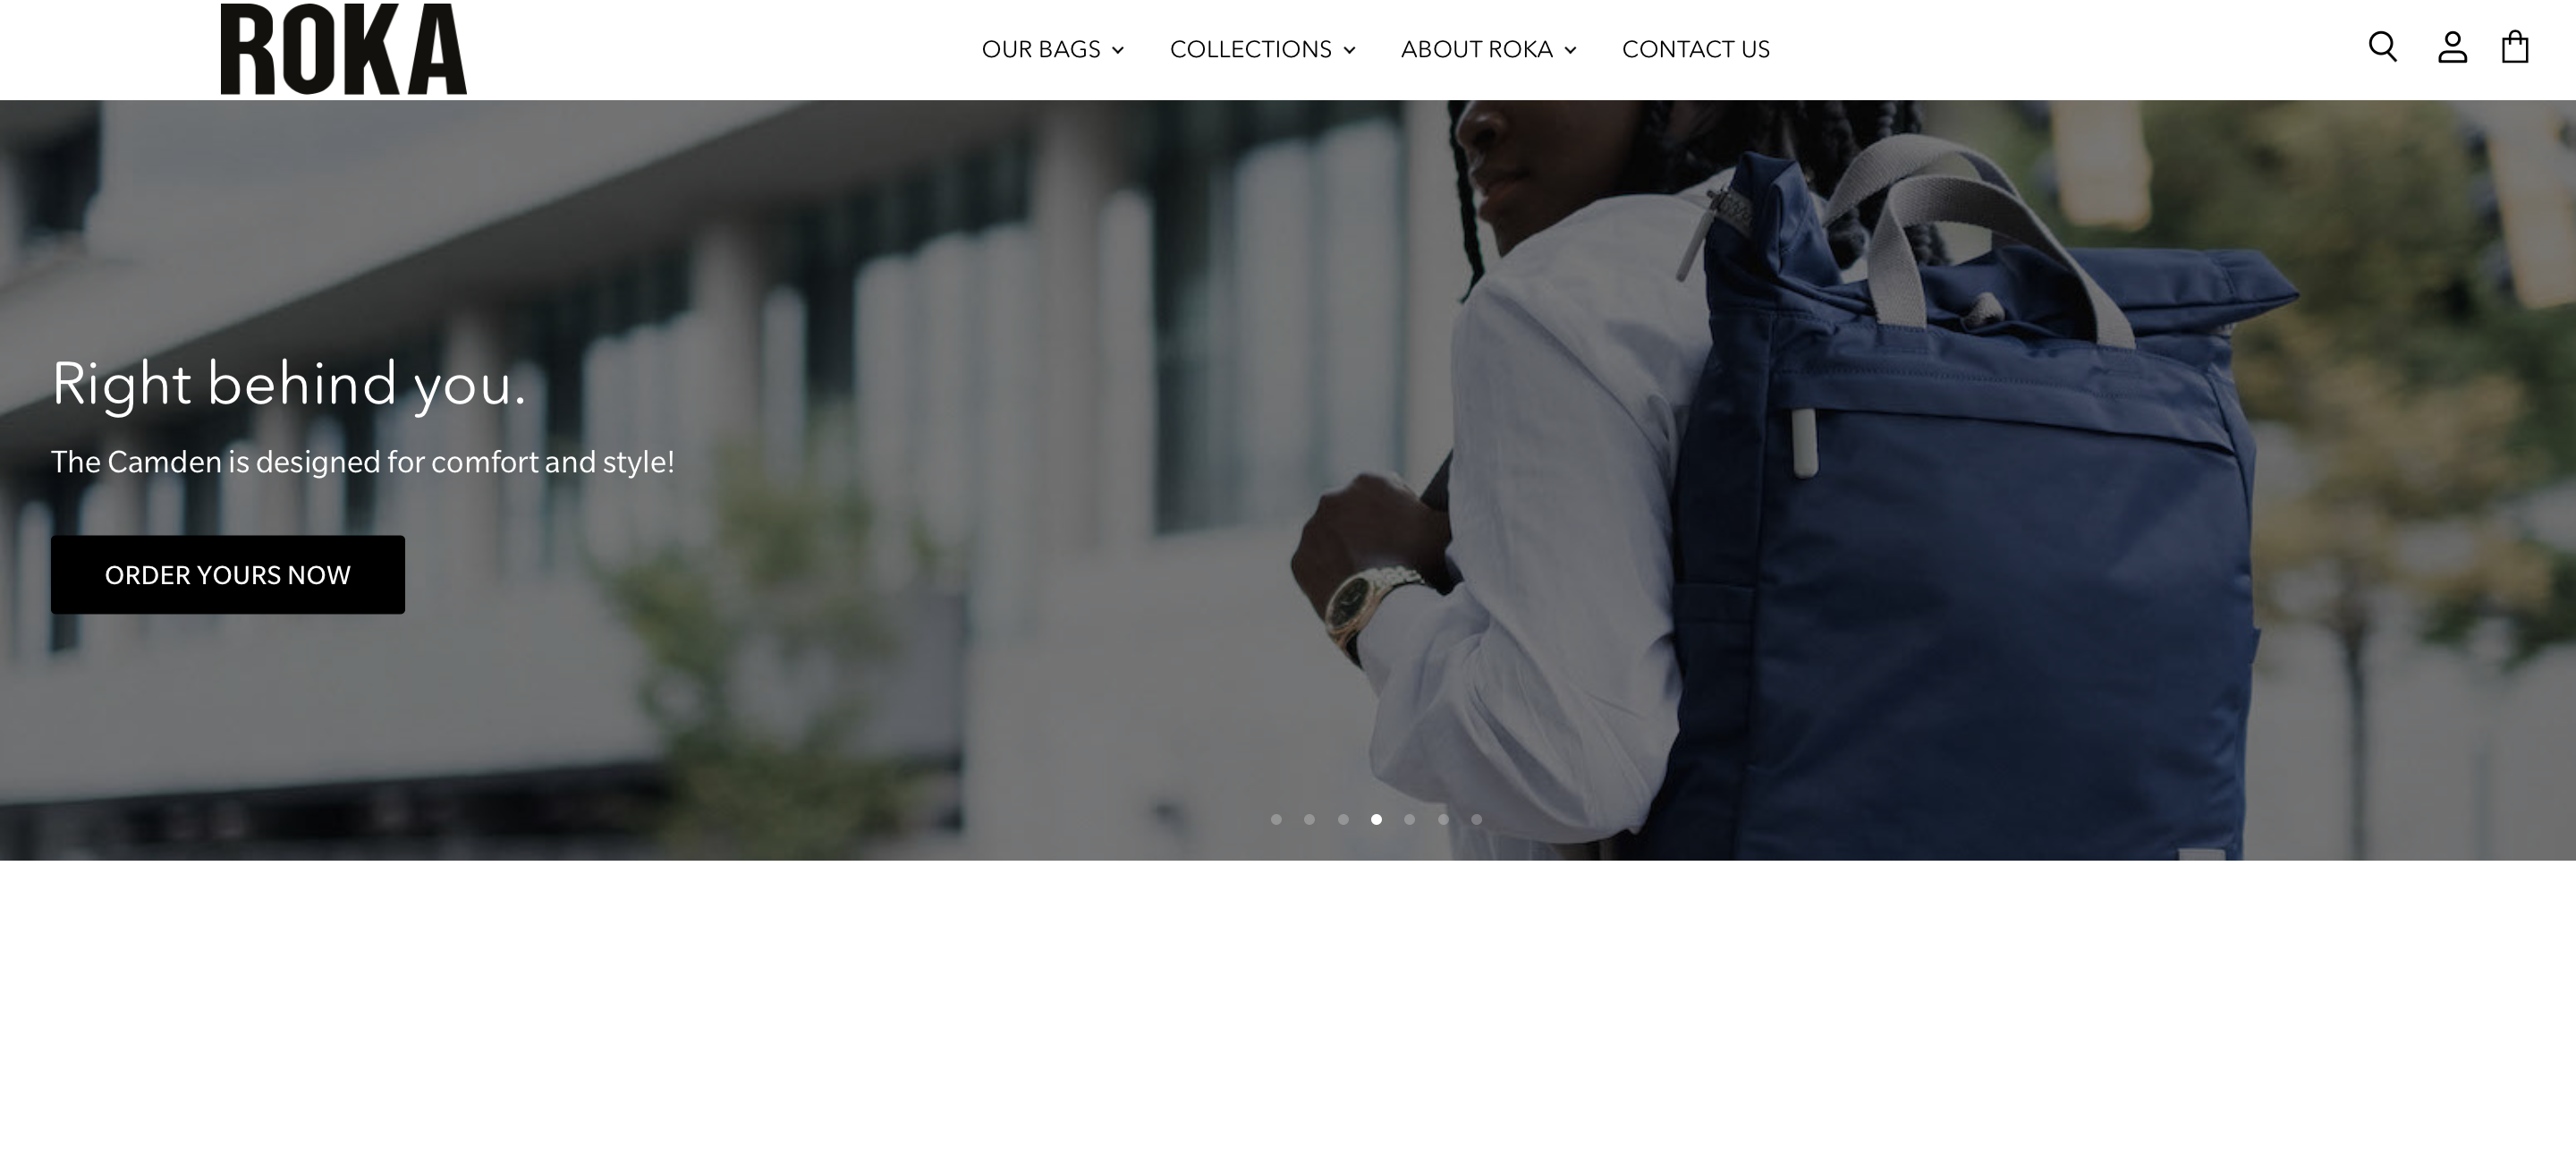 ROKA
OUR BAGS
COLLECTIONS
ABOUT ROKA
CONTACT US
Right behind you.
The Camden is designed for comfort and style!
ORDER YOURS NOW